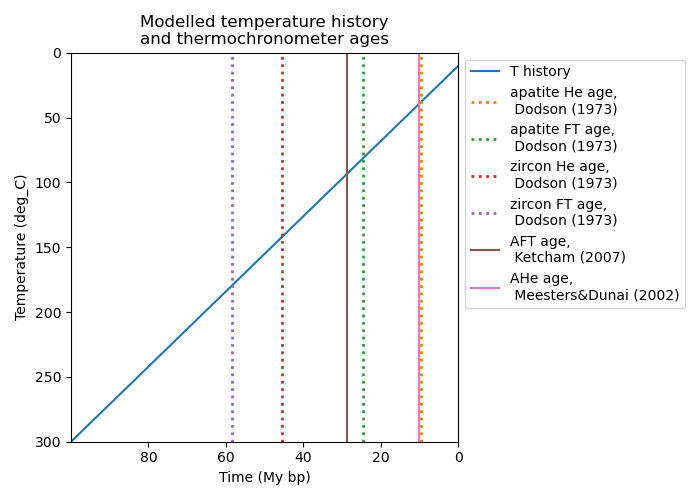 Modelled temperature history
and thermochronometer ages
0
50
100
150
200
250
300
Temperature (deg_C)
80
60
40
20
0
Time (My bp)
T history
apatite He age,
Dodson (1973)
apatite FT age,
Dodson (1973)
zircon He age,
Dodson (1973)
zircon FT age,
Dodson (1973)
AFT age,
Ketcham (2007)
AHe age,
Meesters&Dunai (2002)